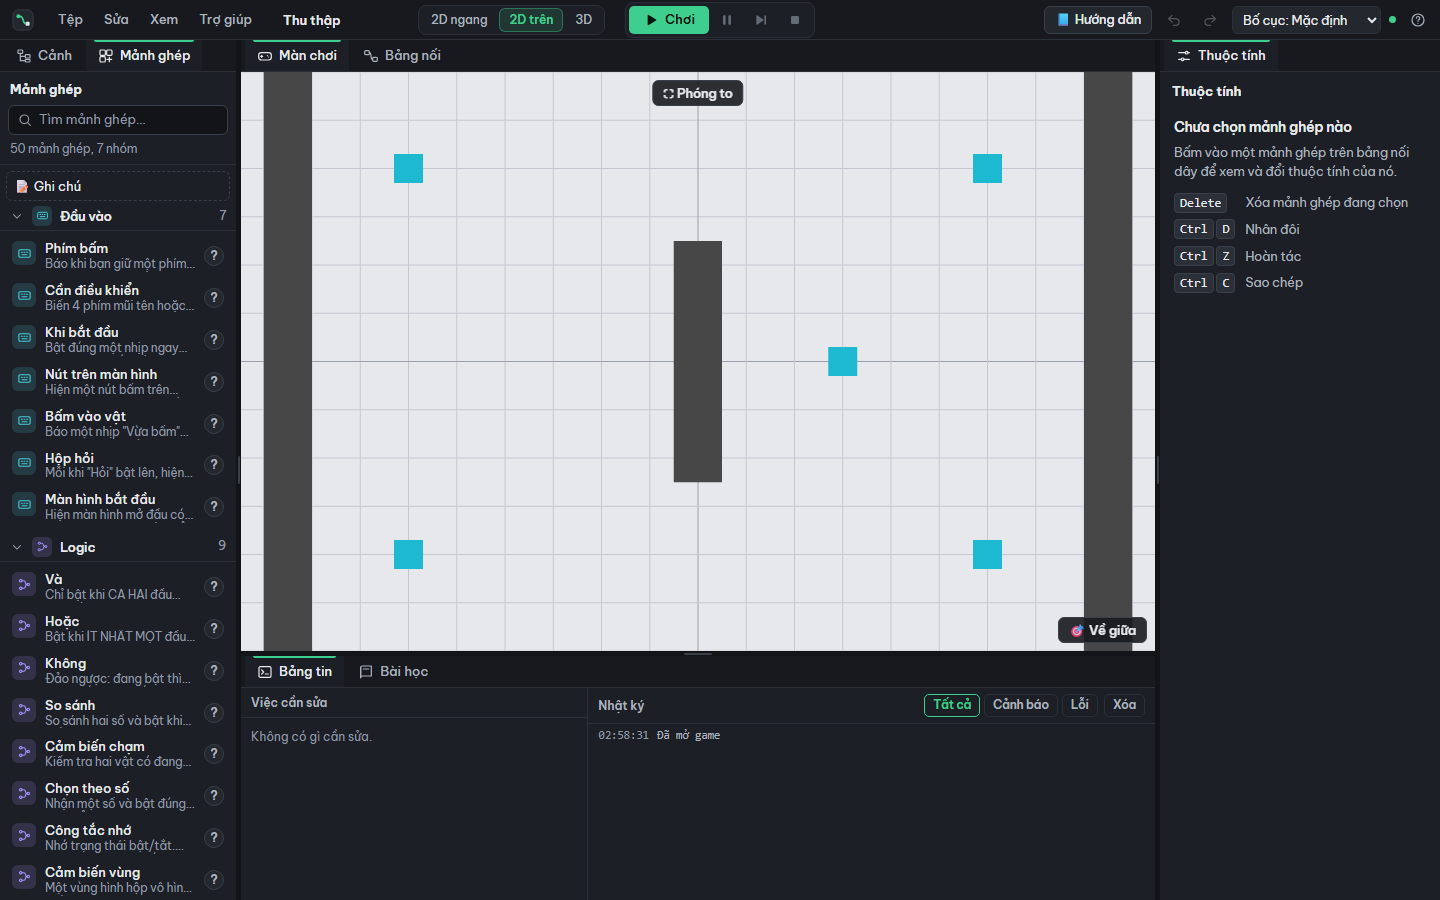 Tệp Sửa Xem Trợ giúp Thu thập 2D ngang 2D trên 3D Chơi Hướng dẫn Bố cục: Mặc định
Cảnh Mảnh ghép
Mảnh ghép
Tìm mảnh ghép...
50 mảnh ghép, 7 nhóm
Ghi chú
Đầu vào 7
Phím bấm
Báo khi bạn giữ một phím...
Cần điều khiển
Biến 4 phím mũi tên hoặc...
Khi bắt đầu
Bật đúng một nhịp ngay...
Nút trên màn hình
Hiện một nút bấm trên...
Bấm vào vật
Báo một nhịp "Vừa bấm"...
Hộp hỏi
Mỗi khi "Hỏi" bật lên, hiện...
Màn hình bắt đầu
Hiện màn hình mở đầu có...
Logic 9
Và
Chỉ bật khi CẢ HAI đầu...
Hoặc
Bật khi ÍT NHẤT MỘT đầu...
Không
Đảo ngược: đang bật thì...
So sánh
So sánh hai số và bật khi...
Cảm biến chạm
Kiểm tra hai vật có đang...
Chọn theo số
Nhận một số và bật đúng...
Công tắc nhớ
Nhớ trạng thái bật/tắt....
Cảm biến vùng
Một vùng hình hộp vô hìn...
Màn chơi Bảng nối
Phóng to
Về giữa
Bảng tin Bài học
Việc cần sửa
Không có gì cần sửa.
Nhật ký Tất cả Cảnh báo Lỗi Xóa
02:58:31 Đã mở game
Thuộc tính
Thuộc tính
Chưa chọn mảnh ghép nào
Bấm vào một mảnh ghép trên bảng nối
dây để xem và đổi thuộc tính của nó.
Delete Xóa mảnh ghép đang chọn
Ctrl D Nhân đôi
Ctrl Z Hoàn tác
Ctrl C Sao chép